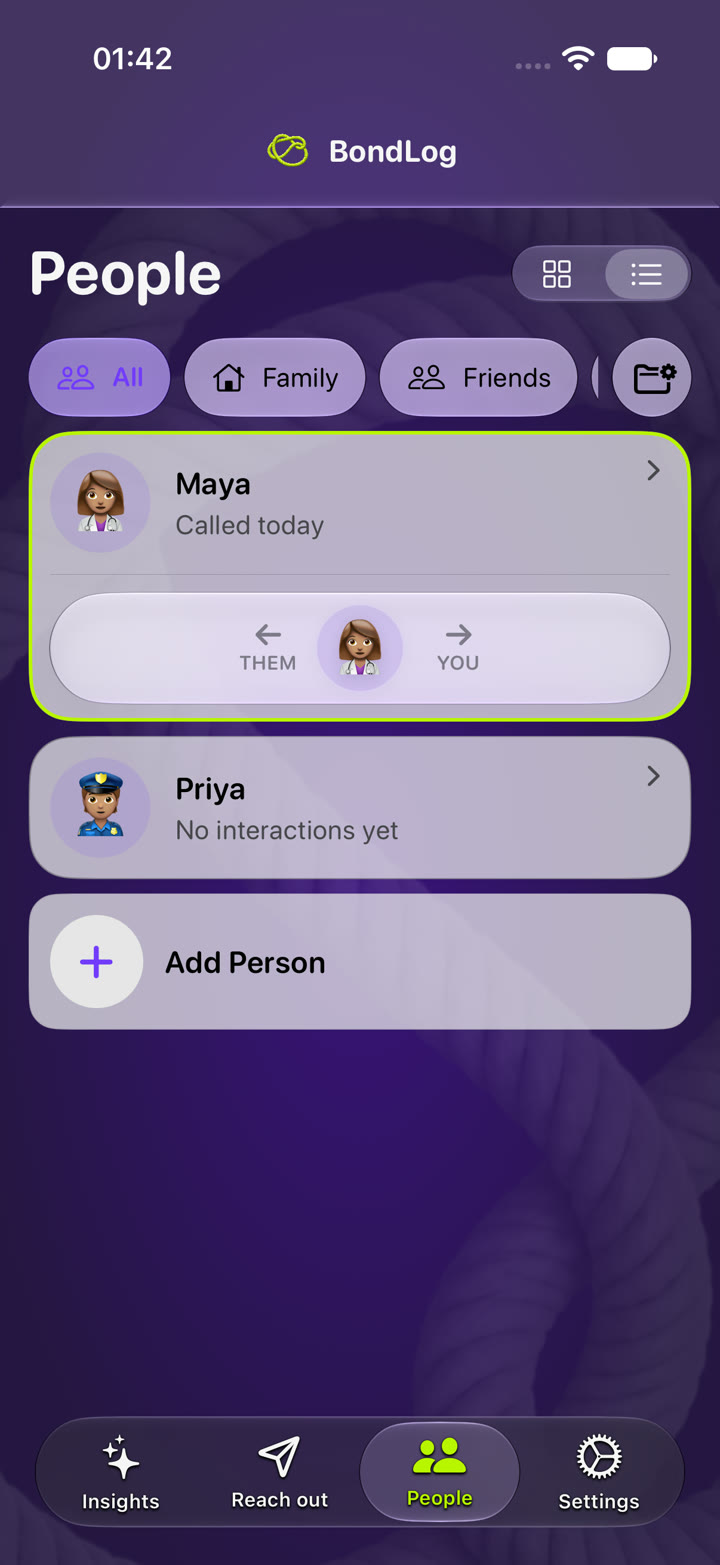 01:42
BondLog
People
All
Family
Friends
Maya
Called today
THEM
YOU
Priya
No interactions yet
Add Person
Insights
Reach out
People
Settings